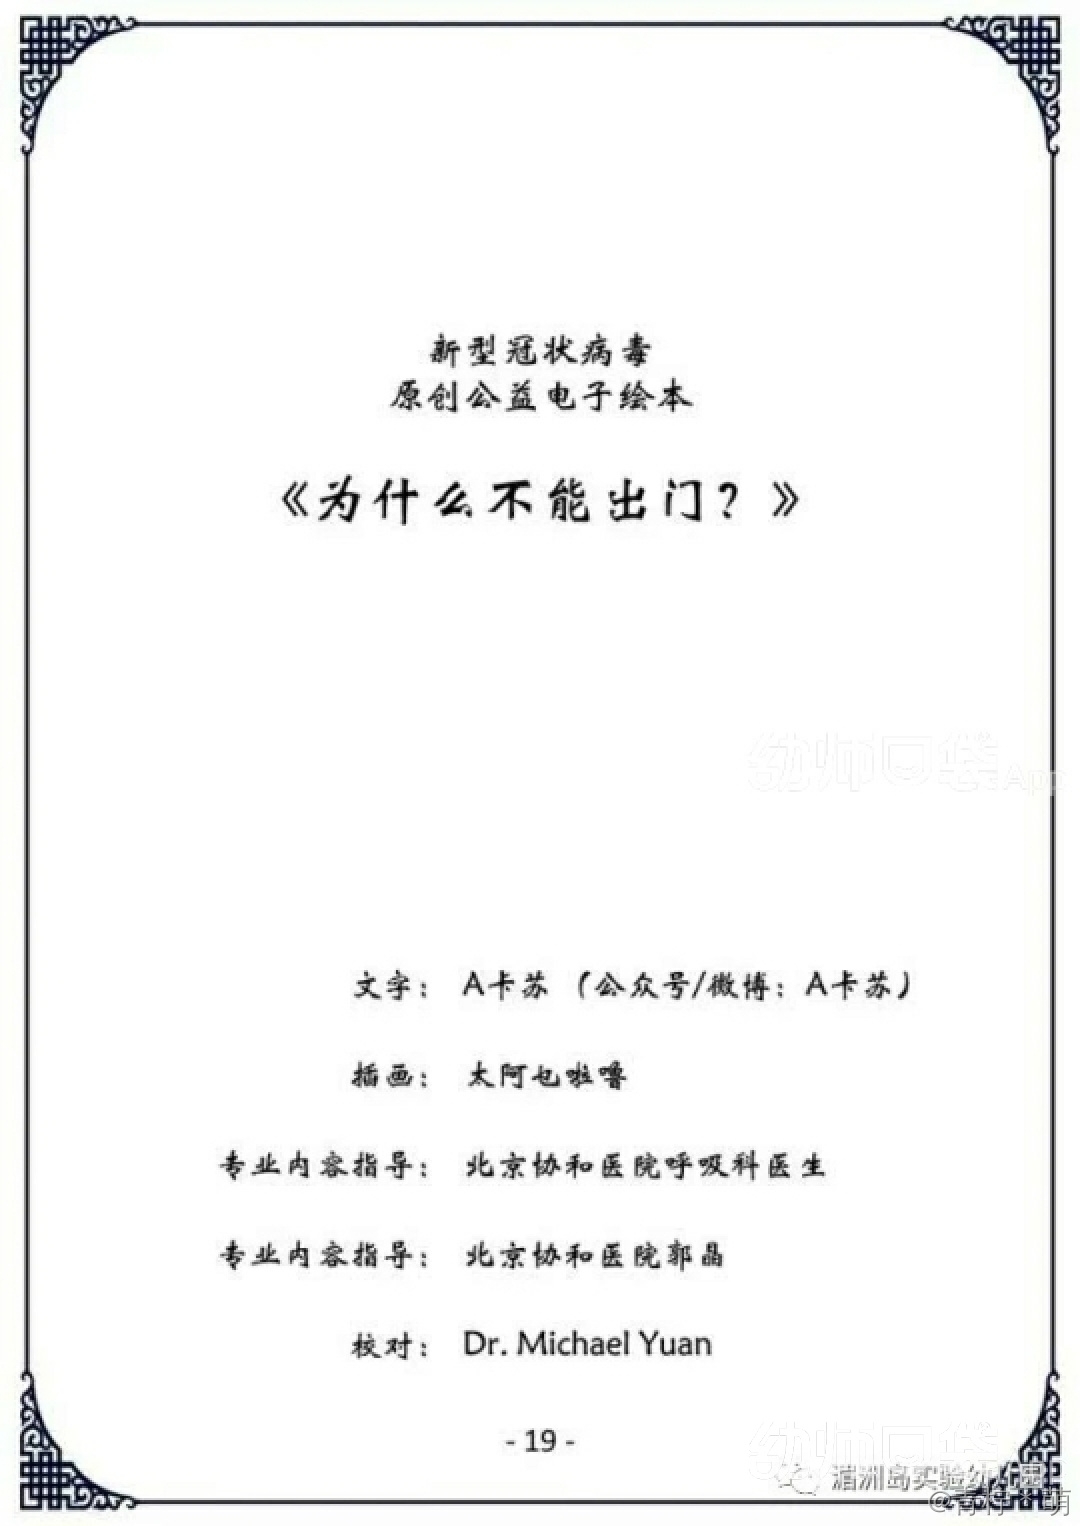 新型冠状病毒
原创公益电子绘本
《为什么不能出门？》
幼师口袋App
文字： A卡苏（公众号/微博：A卡苏）
插画： 太阿也啦噜
专业内容指导： 北京协和医院呼吸科医生
专业内容指导： 北京协和医院郭晶
校对： Dr. Michael Yuan
- 19 -
幼师口袋
湄洲岛实验幼儿园